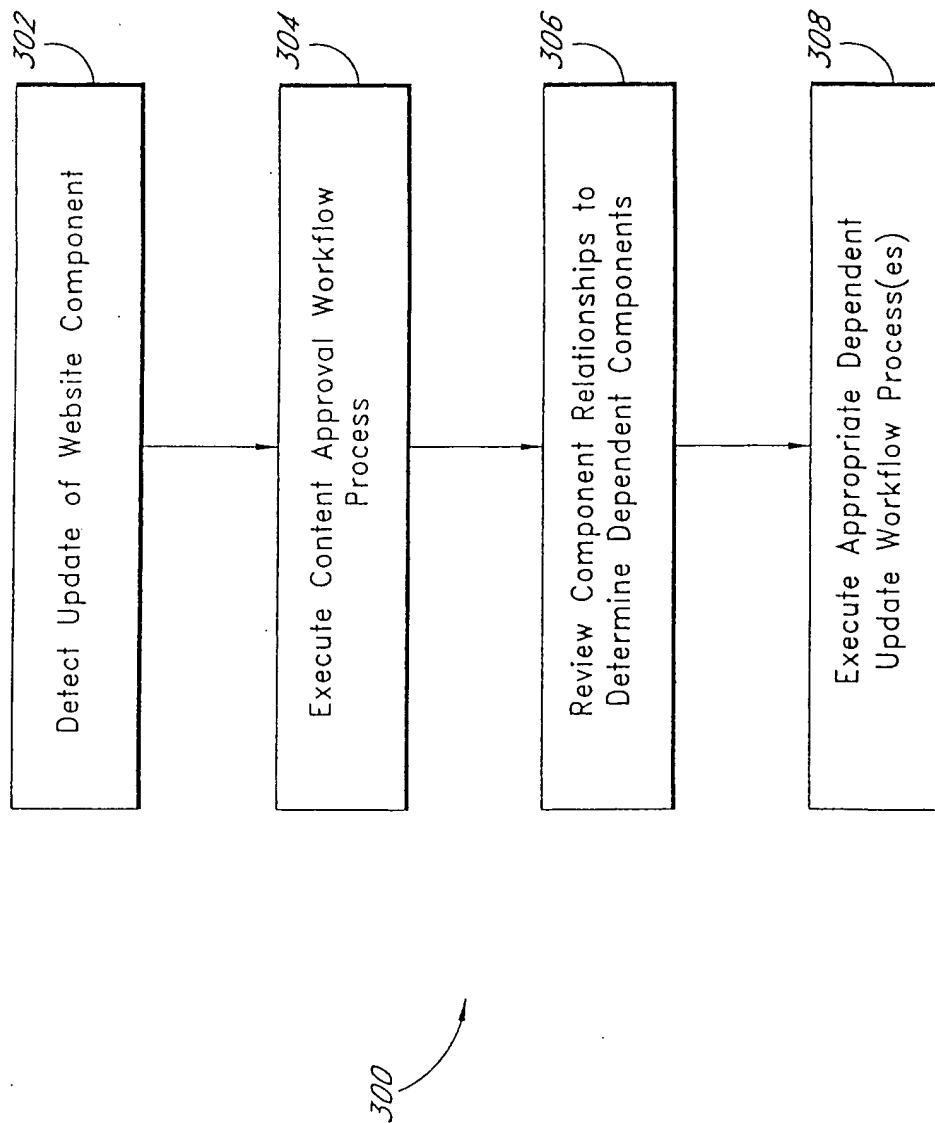 302
Detect Update of Website Component
304
Execute Content Approval Workflow
Process
306
Review Component Relationships to
Determine Dependent Components
308
Execute Appropriate Dependent
Update Workflow Process(es)
300